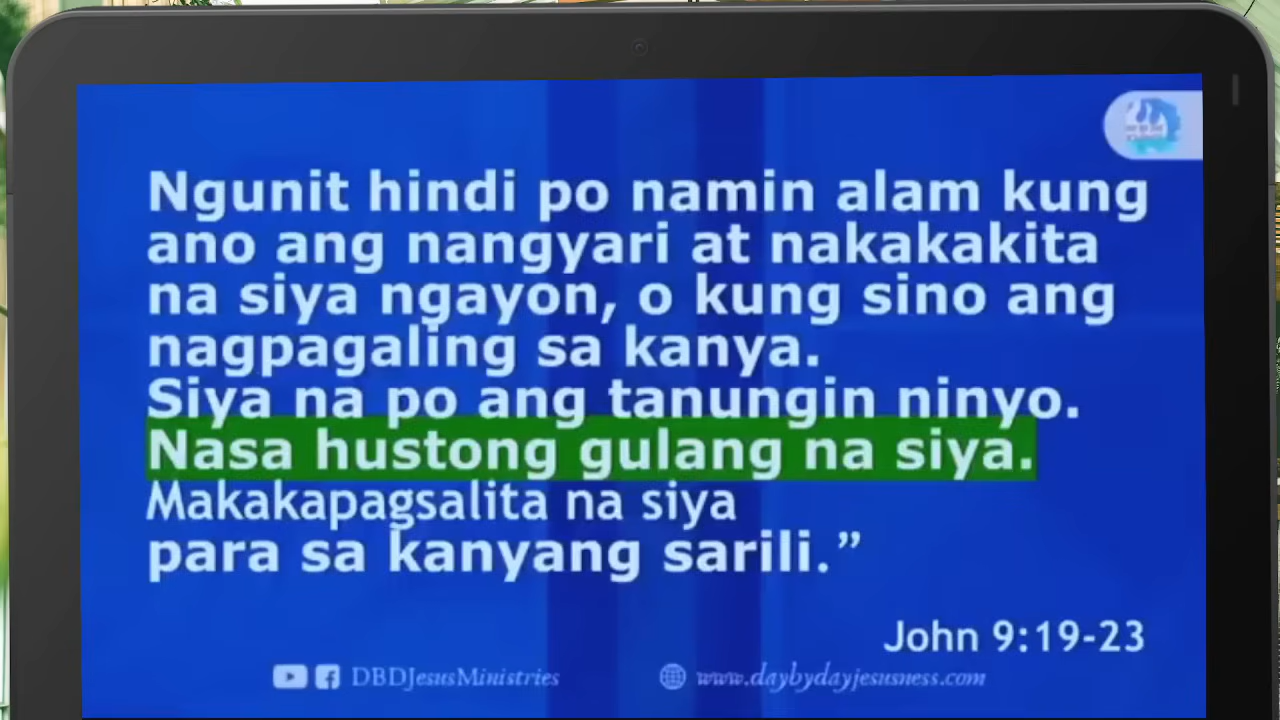 Ngunit hindi po namin alam kung
ano ang nangyari at nakakakita
na siya ngayon, o kung sino ang
nagpagaling sa kanya.
Siya na po ang tanungin ninyo.
Nasa hustong gulang na siya.
Makakapagsalita na siya
para sa kanyang sarili.”
John 9:19-23
DBDJesusMinistries
www.daybydayjesusness.com